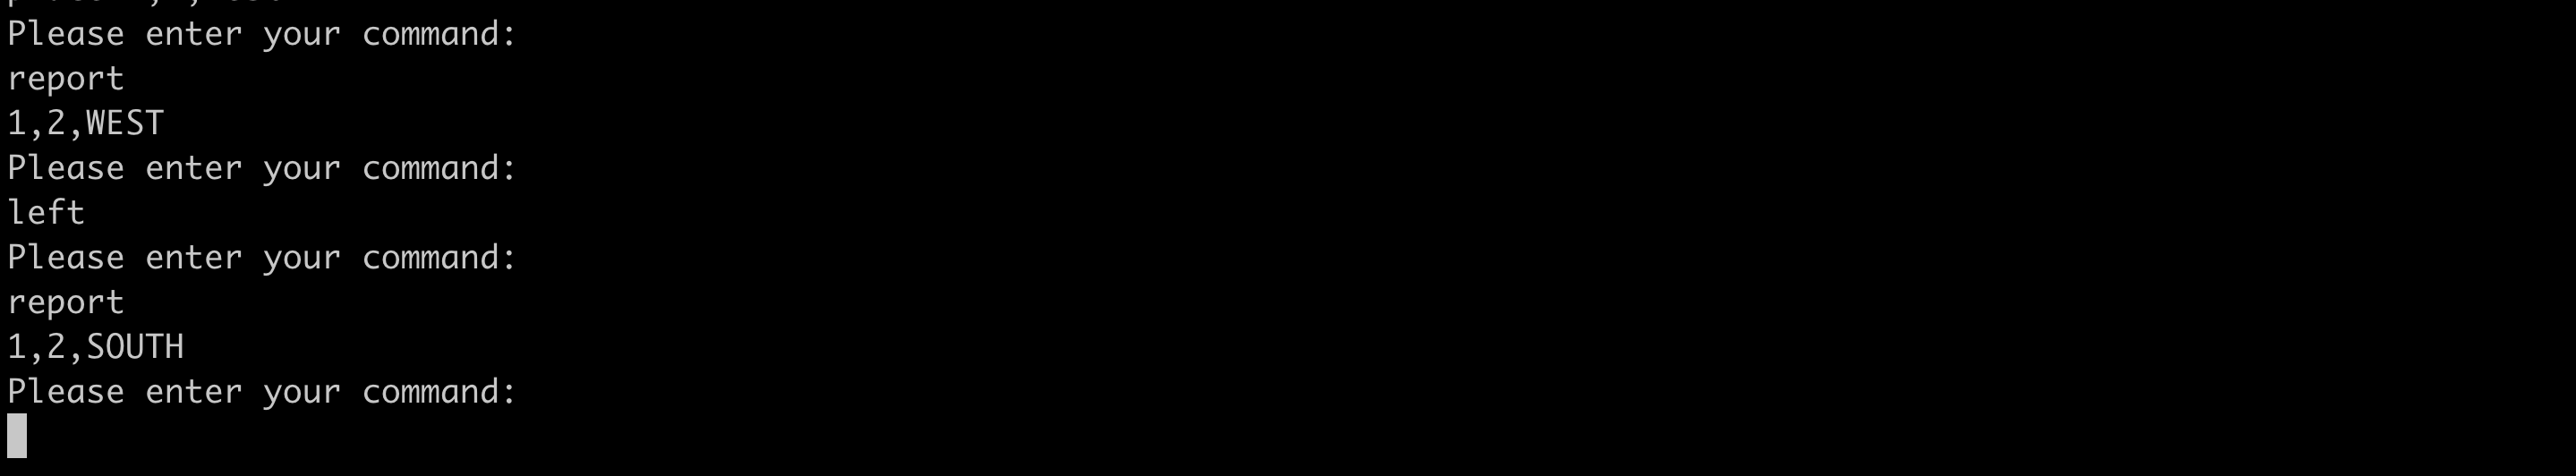 Please enter your command:
report
1,2,WEST
Please enter your command:
left
Please enter your command:
report
1,2,SOUTH
Please enter your command: